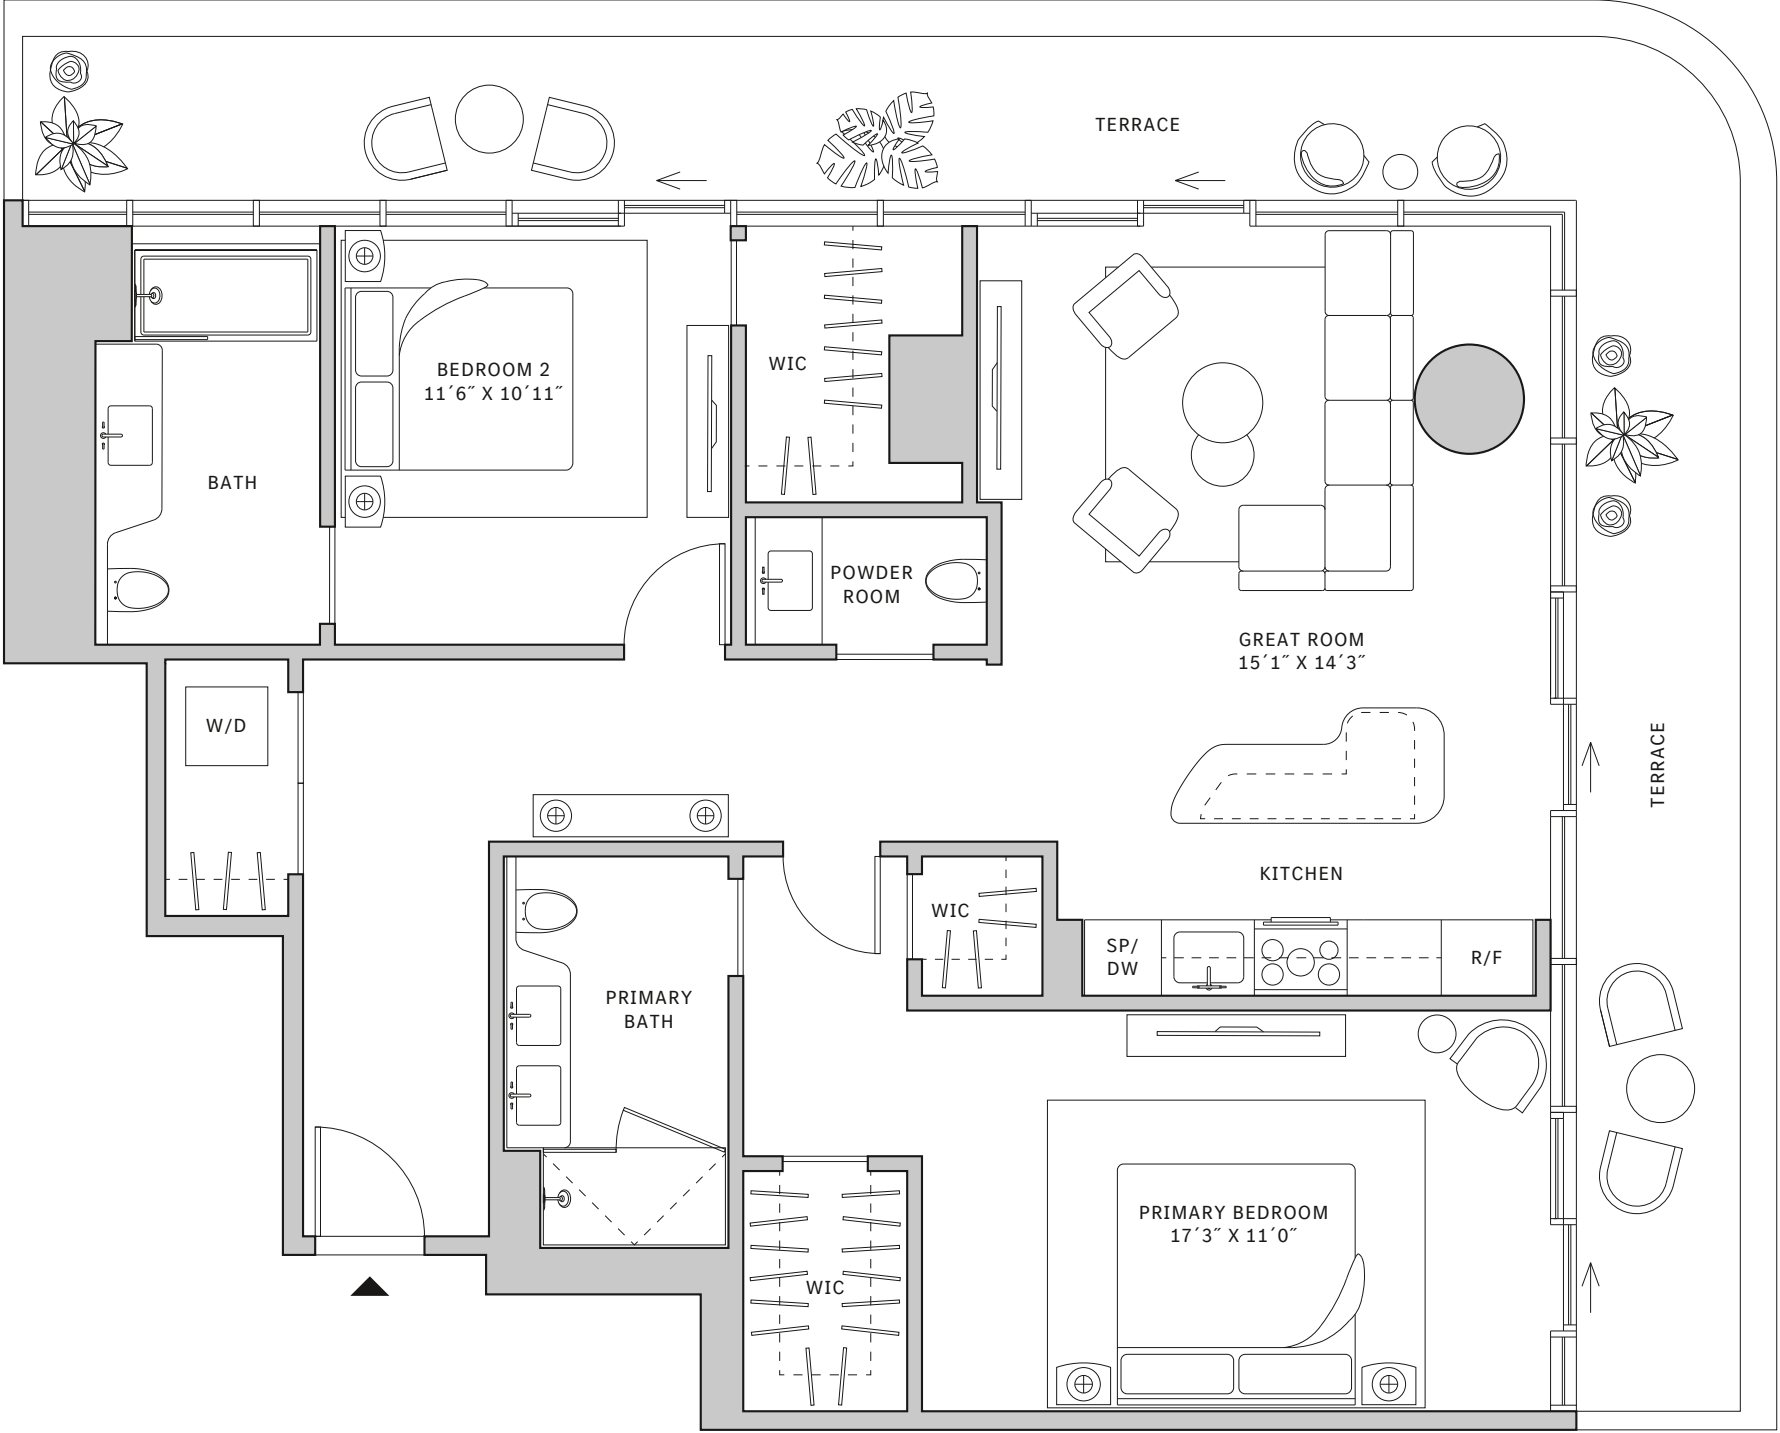 TERRACE
BEDROOM 2
11´6˝ X 10´11˝
WIC
BATH
POWDER
ROOM
GREAT ROOM
15´1˝ X 14´3˝
W/D
TERRACE
KITCHEN
WIC
SP/
DW
R/F
PRIMARY
BATH
PRIMARY BEDROOM
17´3˝ X 11´0˝
WIC